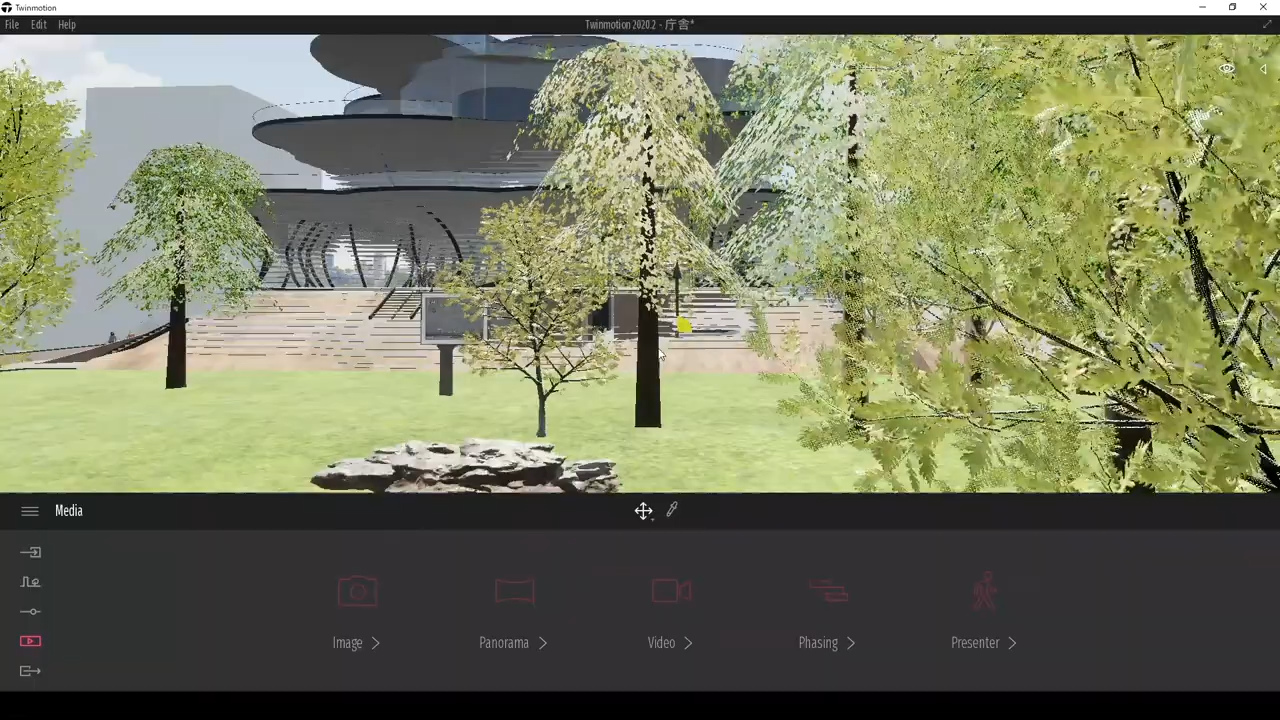 Twinmotion
File Edit Help
Twinmotion 2020.2 - 庁舎*
Media
Image
Panorama
Video
Phasing
Presenter